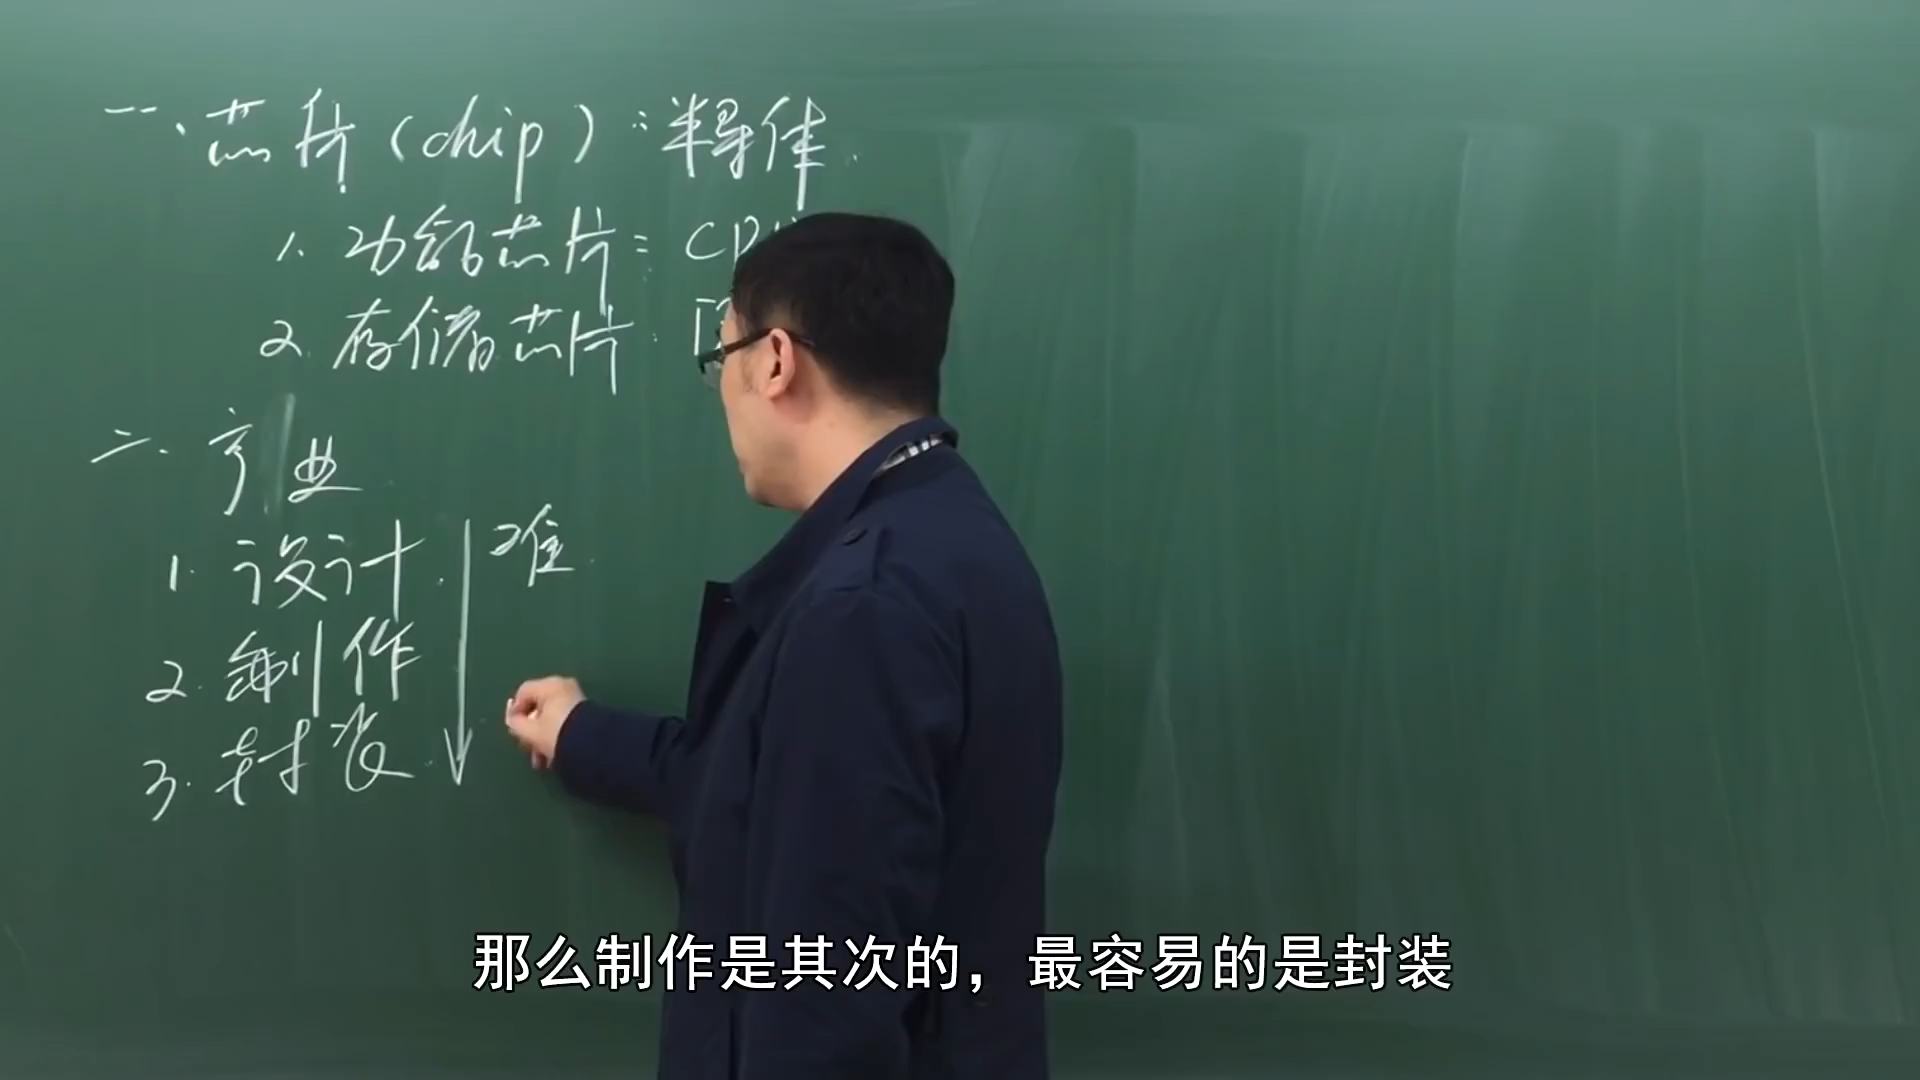 一、芯片（chip）：半导体
1. 功能芯片： CP
2. 存储芯片：
二、产业
1. 设计
难
2. 制作
3. 封装
那么制作是其次的，最容易的是封装